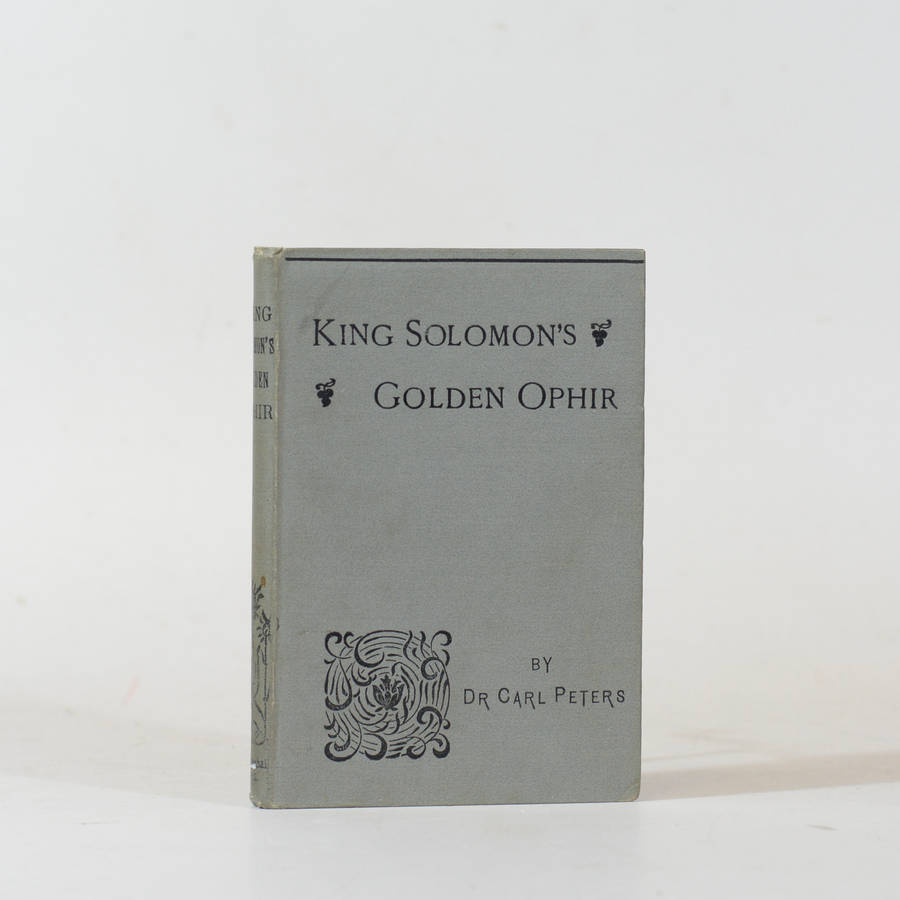 KING SOLOMON'S
GOLDEN OPHIR
BY
DR CARL PETERS